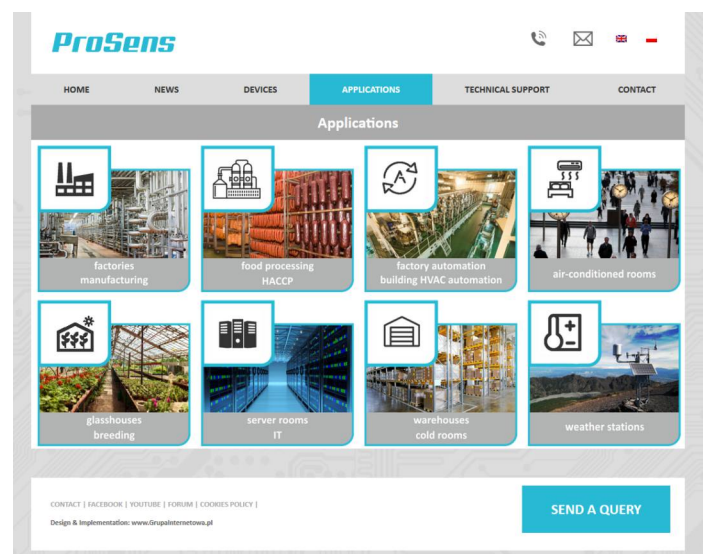 ProSens
HOME NEWS DEVICES APPLICATIONS TECHNICAL SUPPORT CONTACT
Applications
factories
manufacturing
food processing
HACCP
A
factory automation
building HVAC automation
air-conditioned rooms
glasshouses
breeding
server rooms
IT
warehouses
cold rooms
weather stations
CONTACT | FACEBOOK | YOUTUBE | FORUM | COOKIES POLICY |
Design & Implementation: www.GrupaInternetowa.pl
SEND A QUERY